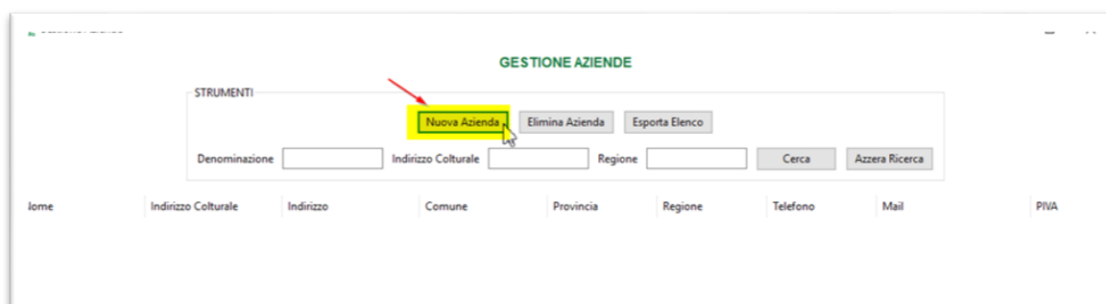 GESTIONE AZIENDE
STRUMENTI
Nuova Azienda Elimina Azienda Esporta Elenco
Denominazione Indirizzo Colturale Regione Cerca Azzera Ricerca
Indirizzo Colturale Indirizzo Comune Provincia Regione Telefono Mail PIVA